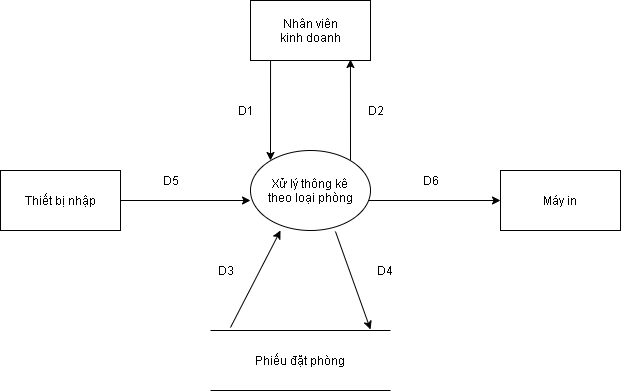 Nhân viên
kinh doanh
D1
D2
Xử lý thống kê
theo loại phòng
Thiết bị nhập
D5
D6
Máy in
D3
D4
Phiếu đặt phòng